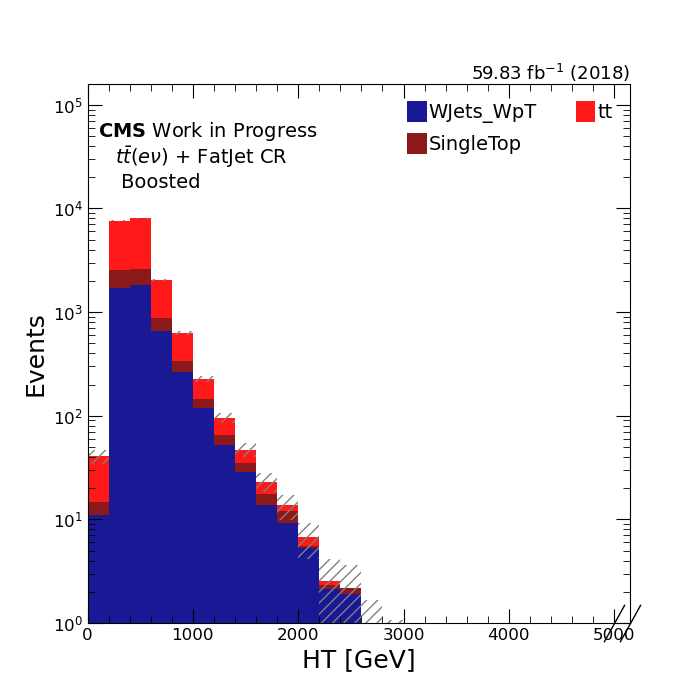 59.83 fb⁻¹ (2018)
WJets_WpT
tt
SingleTop
CMS Work in Progress
tt̄(eν) + FatJet CR
Boosted
10⁵
10⁴
10³
10²
10¹
10⁰
Events
0 1000 2000 3000 4000 5000
HT [GeV]